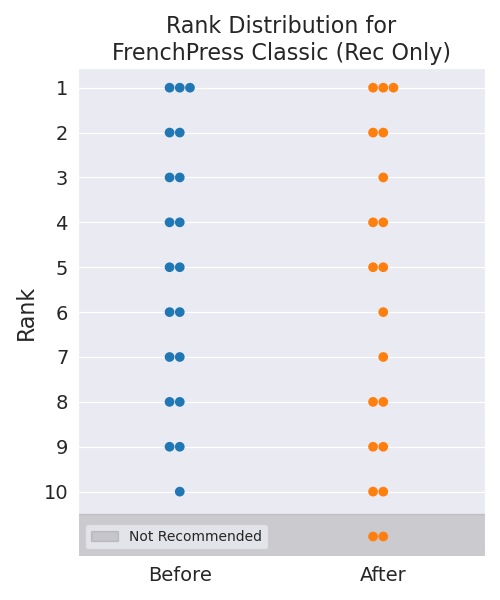 Rank Distribution for
FrenchPress Classic (Rec Only)
Rank
1
2
3
4
5
6
7
8
9
10
Not Recommended
Before After